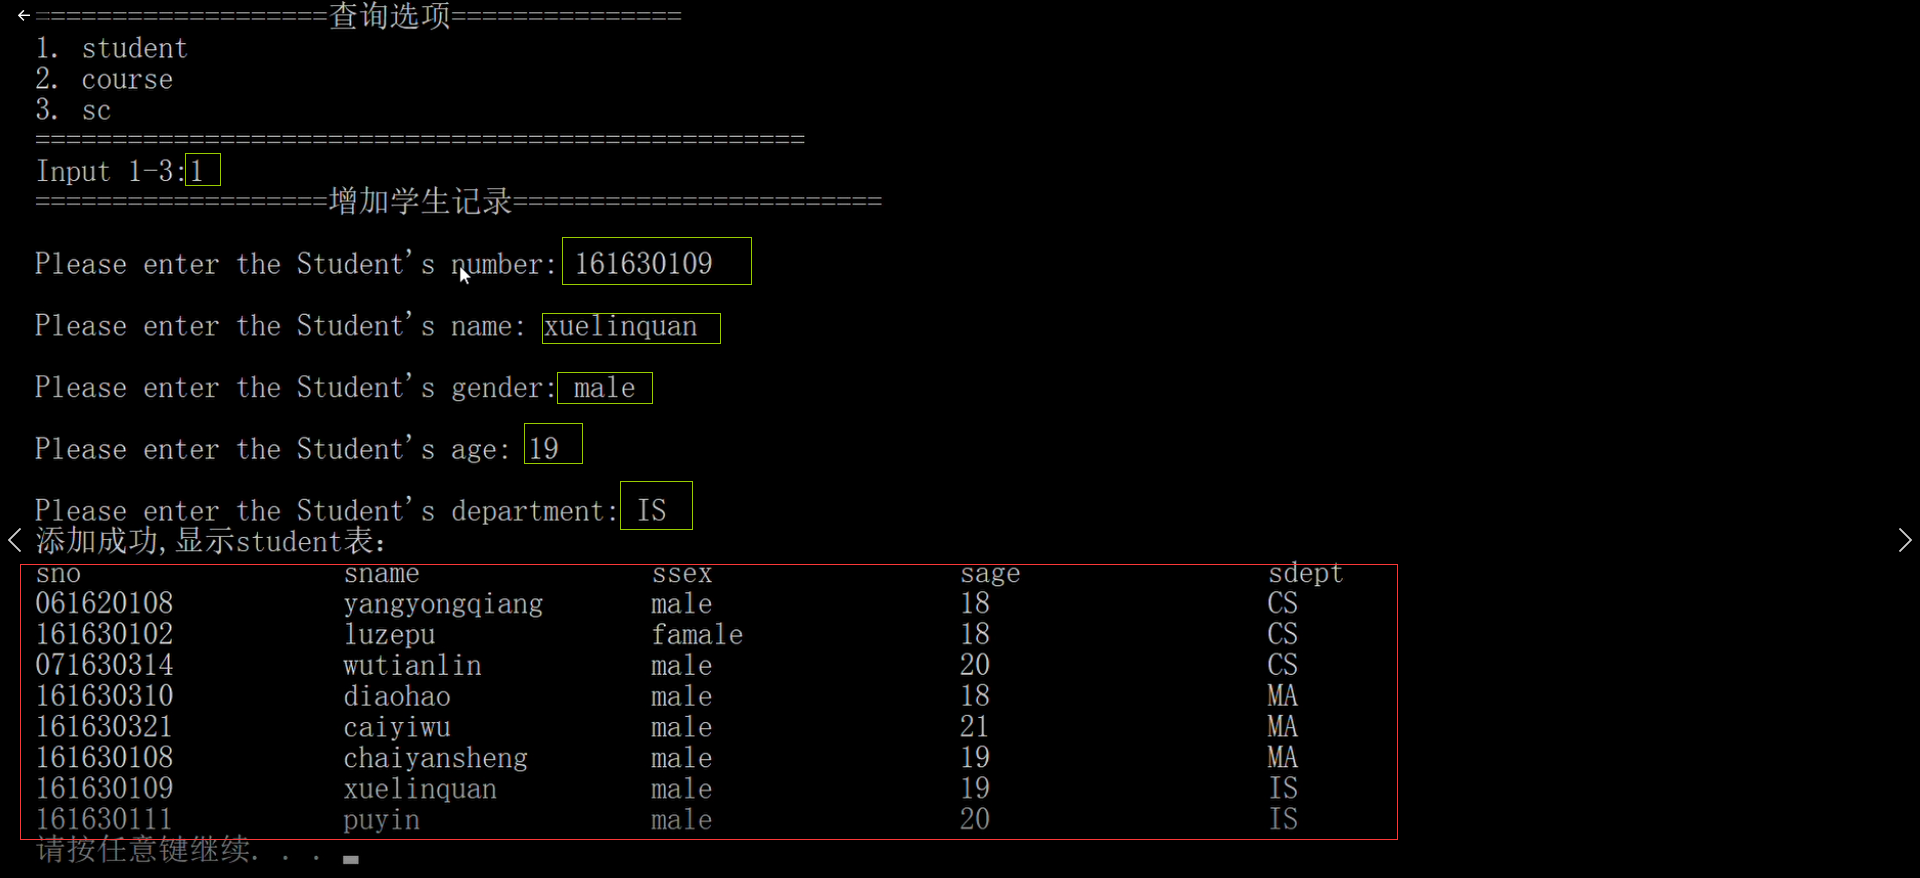 ===================查询选项===============
1. student
2. course
3. sc
==================================================
Input 1-3:1
===================增加学生记录========================
Please enter the Student's number: 161630109
Please enter the Student's name: xuelinquan
Please enter the Student's gender: male
Please enter the Student's age: 19
Please enter the Student's department: IS
添加成功,显示student表：
sno sname ssex sage sdept
061620108 yangyongqiang male 18 CS
161630102 luzepu famale 18 CS
071630314 wutianlin male 20 CS
161630310 diaohao male 18 MA
161630321 caiyiwu male 21 MA
161630108 chaiyansheng male 19 MA
161630109 xuelinquan male 19 IS
161630111 puyin male 20 IS
请按任意键继续. . .